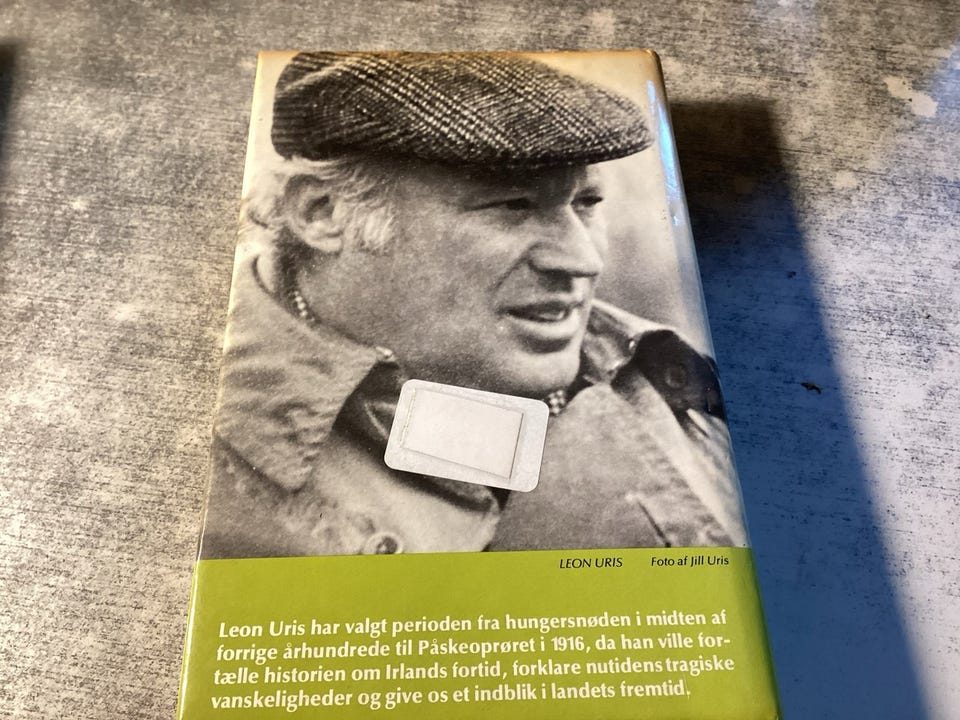 LEON URIS Foto af Jill Uris
Leon Uris har valgt perioden fra hungersnøden i midten af
forrige århundrede til Påskeoprøret i 1916, da han ville for-
tælle historien om Irlands fortid, forklare nutidens tragiske
vanskeligheder og give os et indblik i landets fremtid.